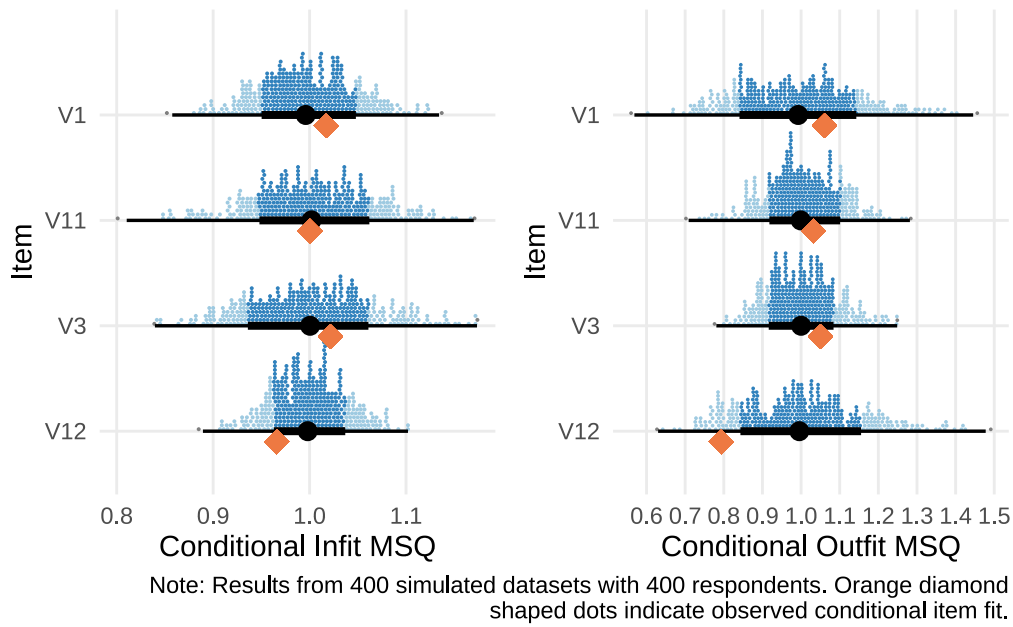 Item
V1
V11
V3
V12
0.8 0.9 1.0 1.1
Conditional Infit MSQ
Item
V1
V11
V3
V12
0.6 0.7 0.8 0.9 1.0 1.1 1.2 1.3 1.4 1.5
Conditional Outfit MSQ
Note: Results from 400 simulated datasets with 400 respondents. Orange diamond
shaped dots indicate observed conditional item fit.